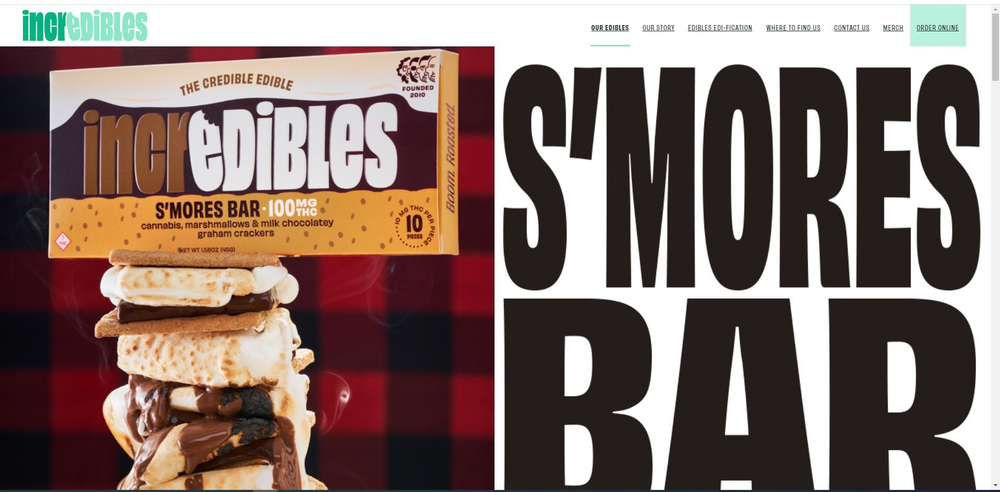 incredibles
OUR EDIBLES OUR STORY EDIBLES EDI-FICATION WHERE TO FIND US CONTACT US MERCH ORDER ONLINE
THE CREDIBLE EDIBLE
FOUNDED
2010
incredibles
Boom. Roasted.
S'MORES BAR · 100MG THC
cannabis, marshmallows & milk chocolatey
graham crackers
NET WT 1.58OZ (45G)
! THC
10 MG THC PER PIECE
10
PIECES
S'MORES
BAR